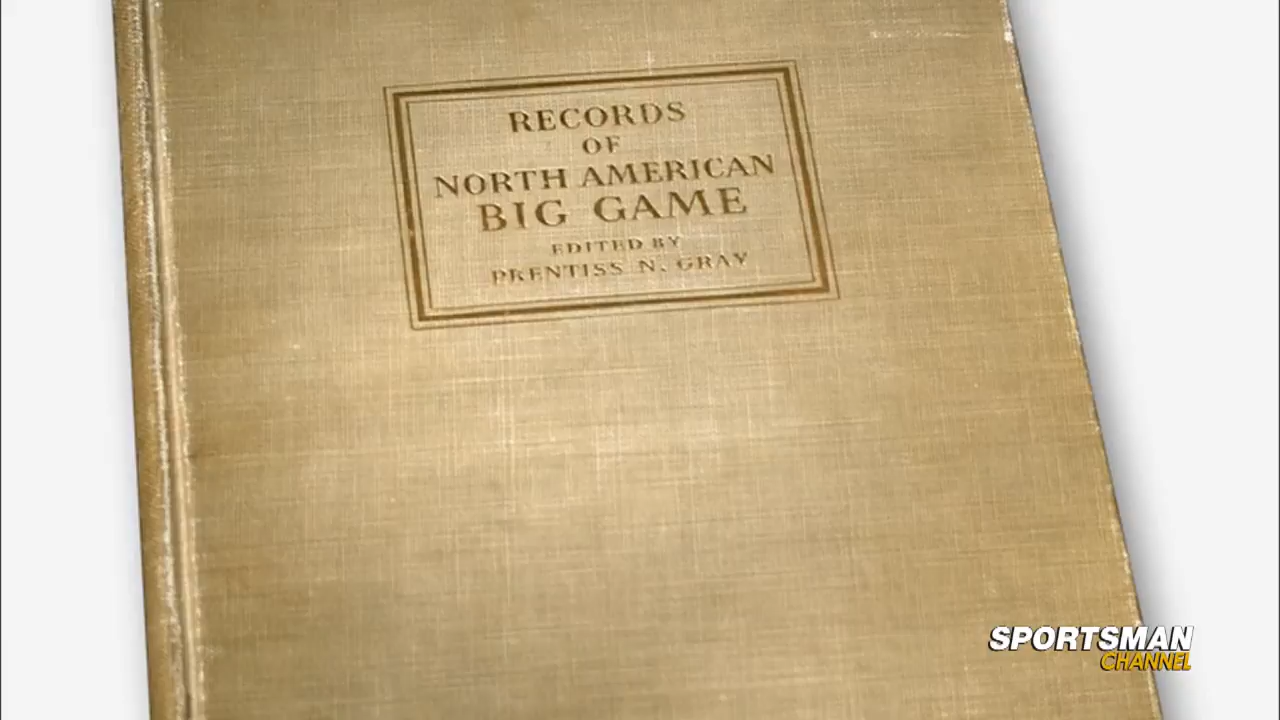 RECORDS
OF
NORTH AMERICAN
BIG GAME
EDITED BY
PRENTISS N. GRAY
SPORTSMAN
CHANNEL